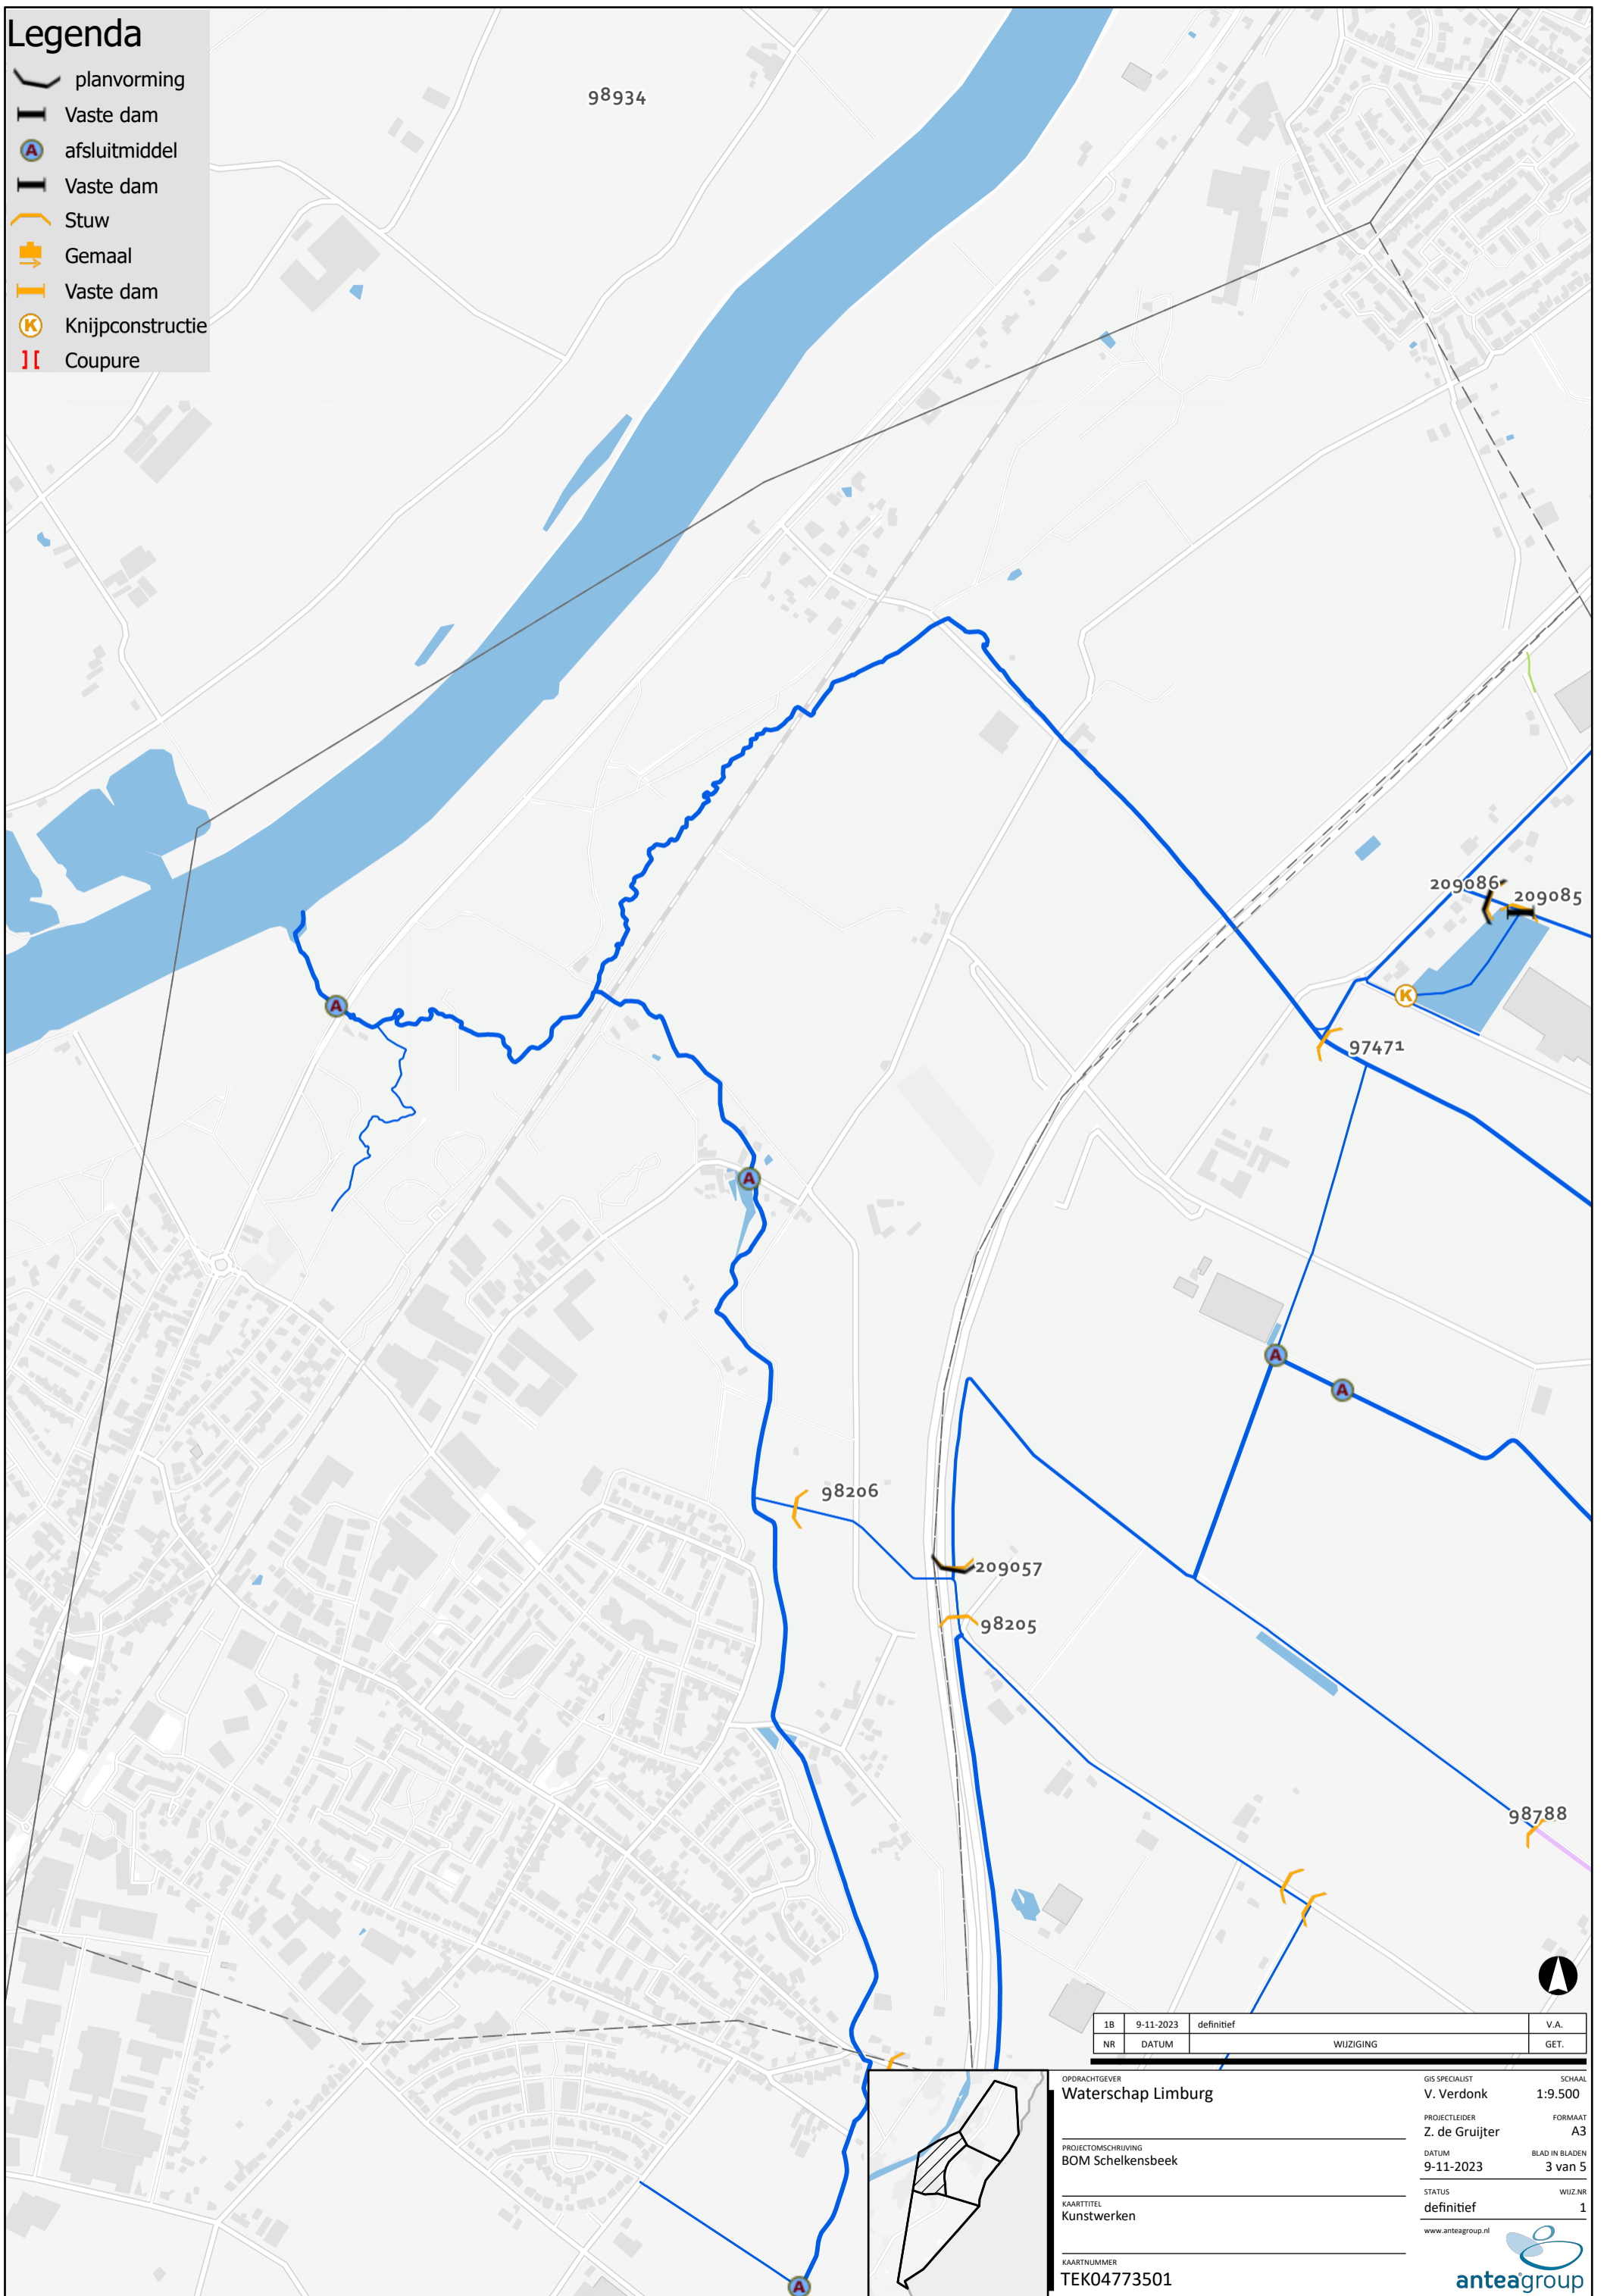 Legenda
planvorming
Vaste dam
A afsluitmiddel
Vaste dam
Stuw
Gemaal
Vaste dam
K Knijpconstructie
Coupure
98934
209086
209085
K
A
97471
A
A
A
98206
209057
98205
98788
A
1B 9-11-2023 definitief V.A.
NR DATUM WIJZIGING GET.
OPDRACHTGEVER
Waterschap Limburg
PROJECTOMSCHRIJVING
BOM Schelkensbeek
KAARTTITEL
Kunstwerken
KAARTNUMMER
TEK04773501
GIS SPECIALIST SCHAAL
V. Verdonk 1:9.500
PROJECTLEIDER FORMAAT
Z. de Gruijter A3
DATUM BLAD IN BLADEN
9-11-2023 3 van 5
STATUS WIJZ.NR
definitief 1
www.anteagroup.nl
anteagroup